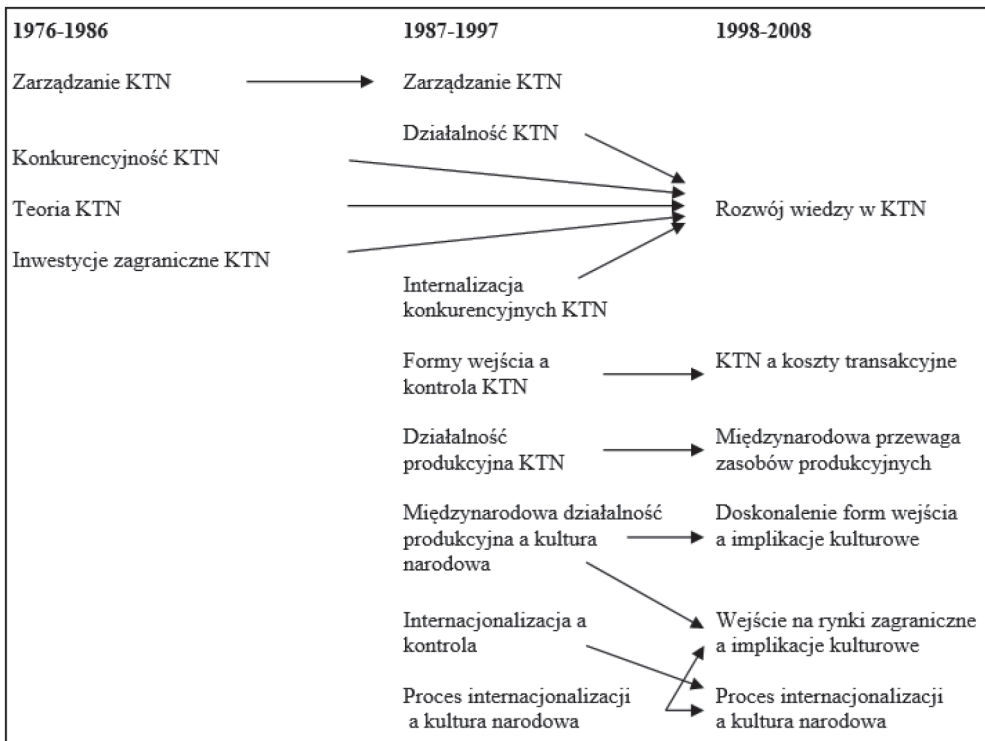 1976-1986
1987-1997
1998-2008
Zarządzanie KTN
Zarządzanie KTN
Działalność KTN
Konkurencyjność KTN
Teoria KTN
Rozwój wiedzy w KTN
Inwestycje zagraniczne KTN
Internalizacja
konkurencyjnych KTN
Formy wejścia a
kontrola KTN
KTN a koszty transakcyjne
Działalność
produkcyjna KTN
Międzynarodowa przewaga
zasobów produkcyjnych
Międzynarodowa działalność
produkcyjna a kultura
narodowa
Doskonalenie form wejścia
a implikacje kulturowe
Internacjonalizacja a
kontrola
Wejście na rynki zagraniczne
a implikacje kulturowe
Proces internacjonalizacji
a kultura narodowa
Proces internacjonalizacji
a kultura narodowa